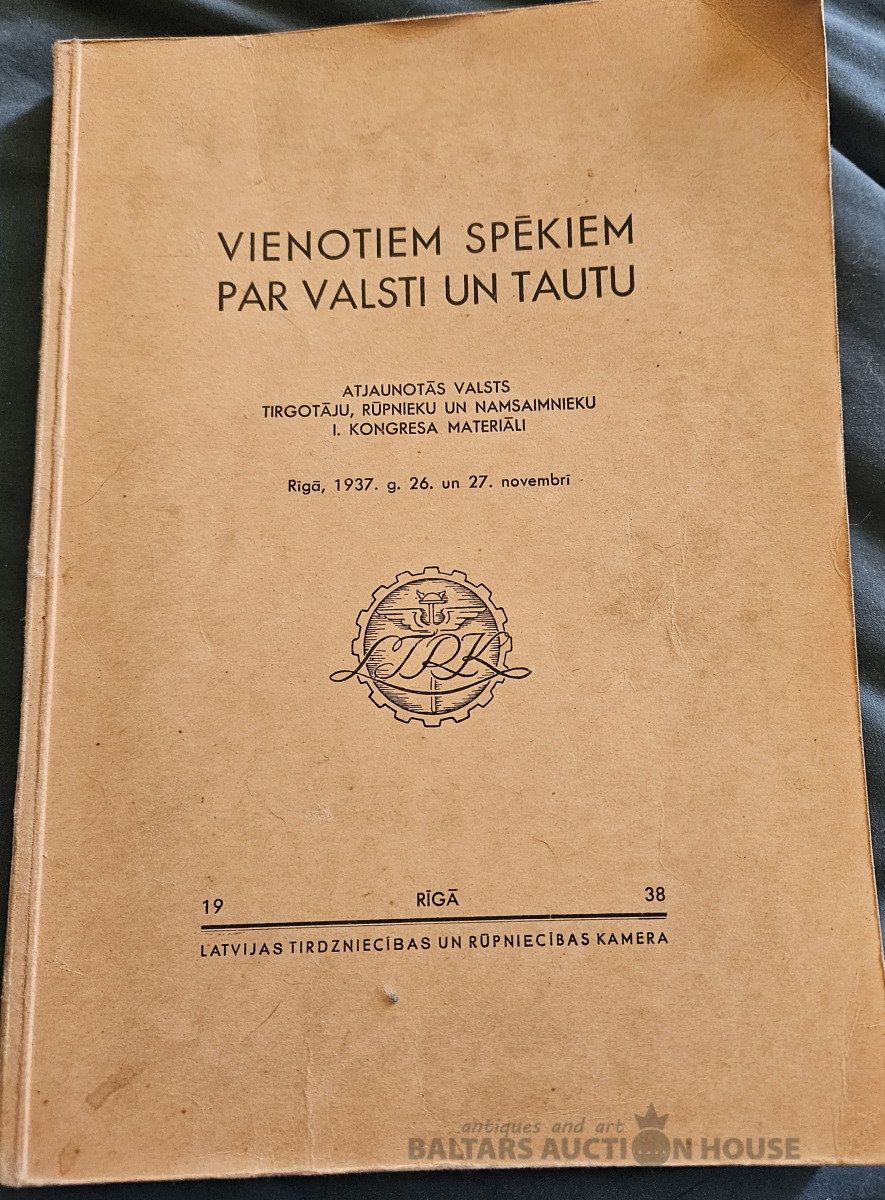 VIENOTIEM SPĒKIEM
PAR VALSTI UN TAUTU
ATJAUNOTĀS VALSTS
TIRGOTĀJU, RŪPNIEKU UN NAMSAIMNIEKU
I. KONGRESA MATERIĀLI
Rīgā, 1937. g. 26. un 27. novembrī
LTRK
19 RĪGĀ 38
LATVIJAS TIRDZNIECĪBAS UN RŪPNIECĪBAS KAMERA
antiques and art
BALTARS AUCTION HOUSE